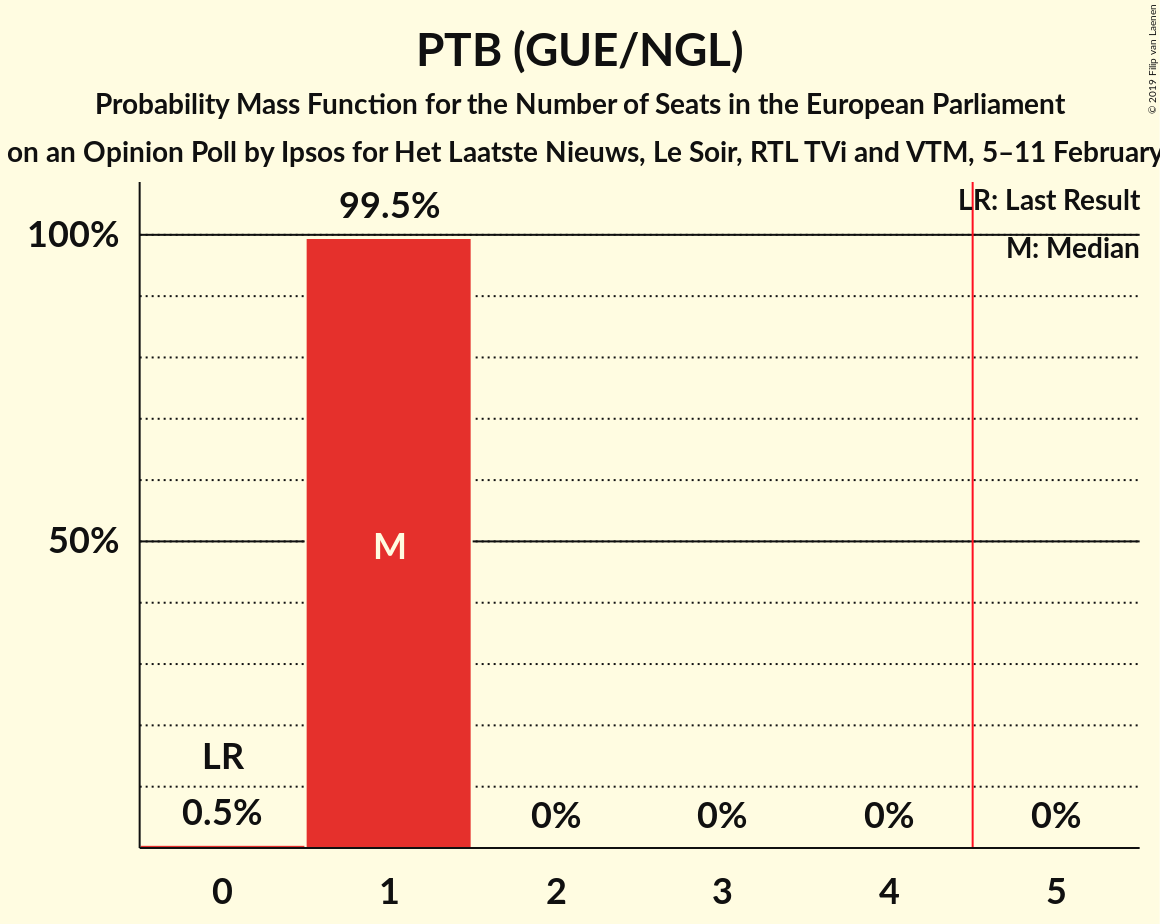 PTB (GUE/NGL)
Probability Mass Function for the Number of Seats in the European Parliament
on an Opinion Poll by Ipsos for Het Laatste Nieuws, Le Soir, RTL TVi and VTM, 5–11 February
© 2019 Filip van Laenen
LR: Last Result
M: Median
99.5%
100%
50%
M
LR
0.5%
0%
0%
0%
0%
0
1
2
3
4
5